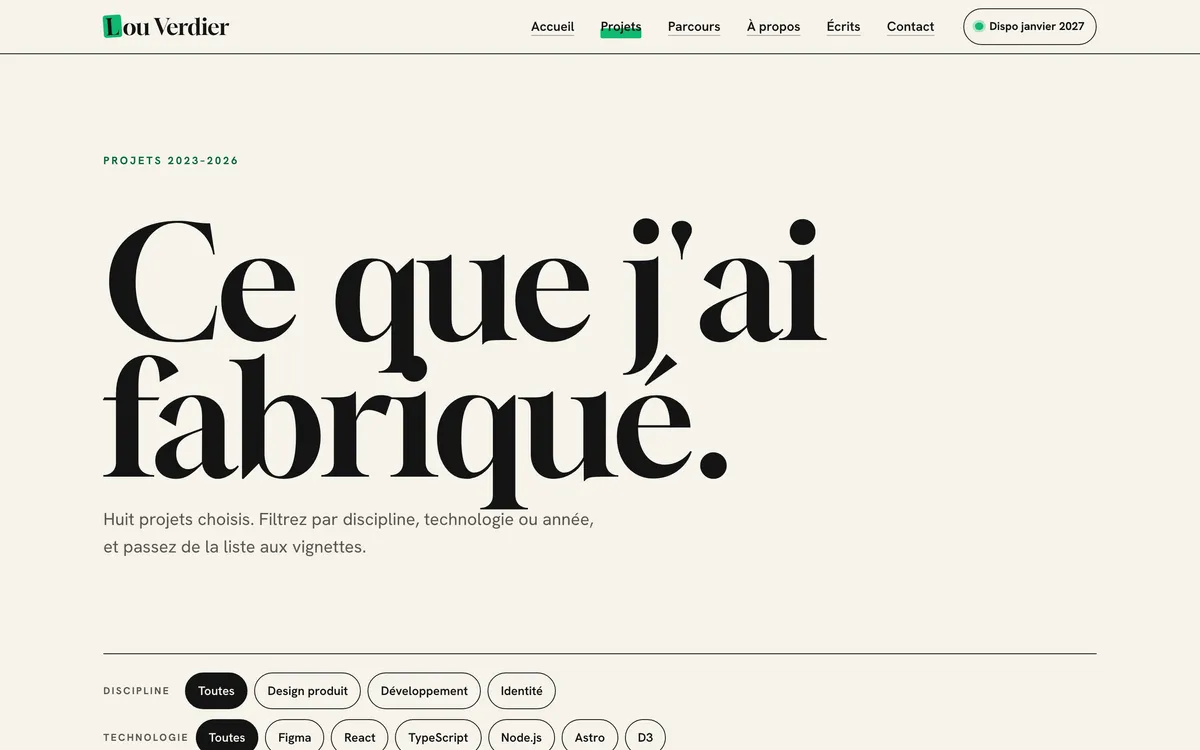 Lou Verdier
Accueil Projets Parcours À propos Écrits Contact Dispo janvier 2027
PROJETS 2023–2026
Ce que j'ai
fabriqué.
Huit projets choisis. Filtrez par discipline, technologie ou année,
et passez de la liste aux vignettes.
DISCIPLINE Toutes Design produit Développement Identité
TECHNOLOGIE Toutes Figma React TypeScript Node.js Astro D3